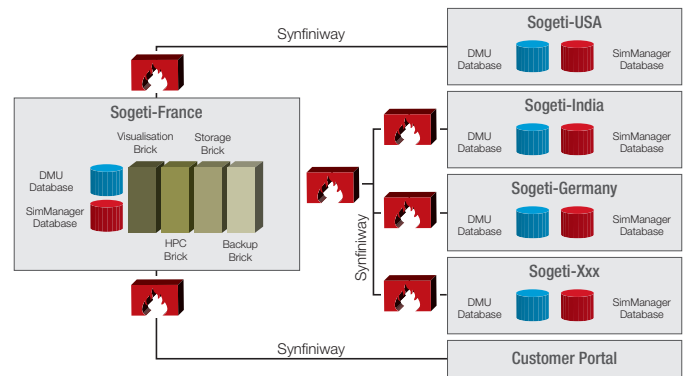 Synfiniway
Sogeti-USA
DMU
Database
SimManager
Database
Sogeti-France
Visualisation
Brick
Storage
Brick
DMU
Database
SimManager
Database
HPC
Brick
Backup
Brick
Synfiniway
Sogeti-India
DMU
Database
SimManager
Database
Sogeti-Germany
DMU
Database
SimManager
Database
Sogeti-Xxx
DMU
Database
SimManager
Database
Synfiniway
Customer Portal